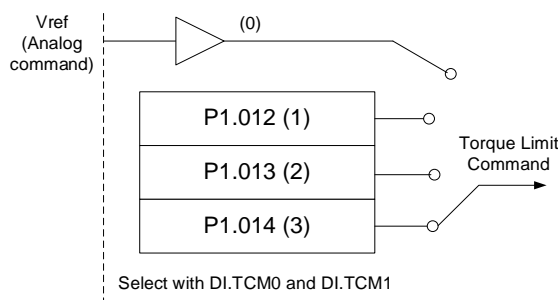 Vref
(Analog
command)
(0)
P1.012 (1)
P1.013 (2)
P1.014 (3)
Torque Limit
Command
Select with DI.TCM0 and DI.TCM1